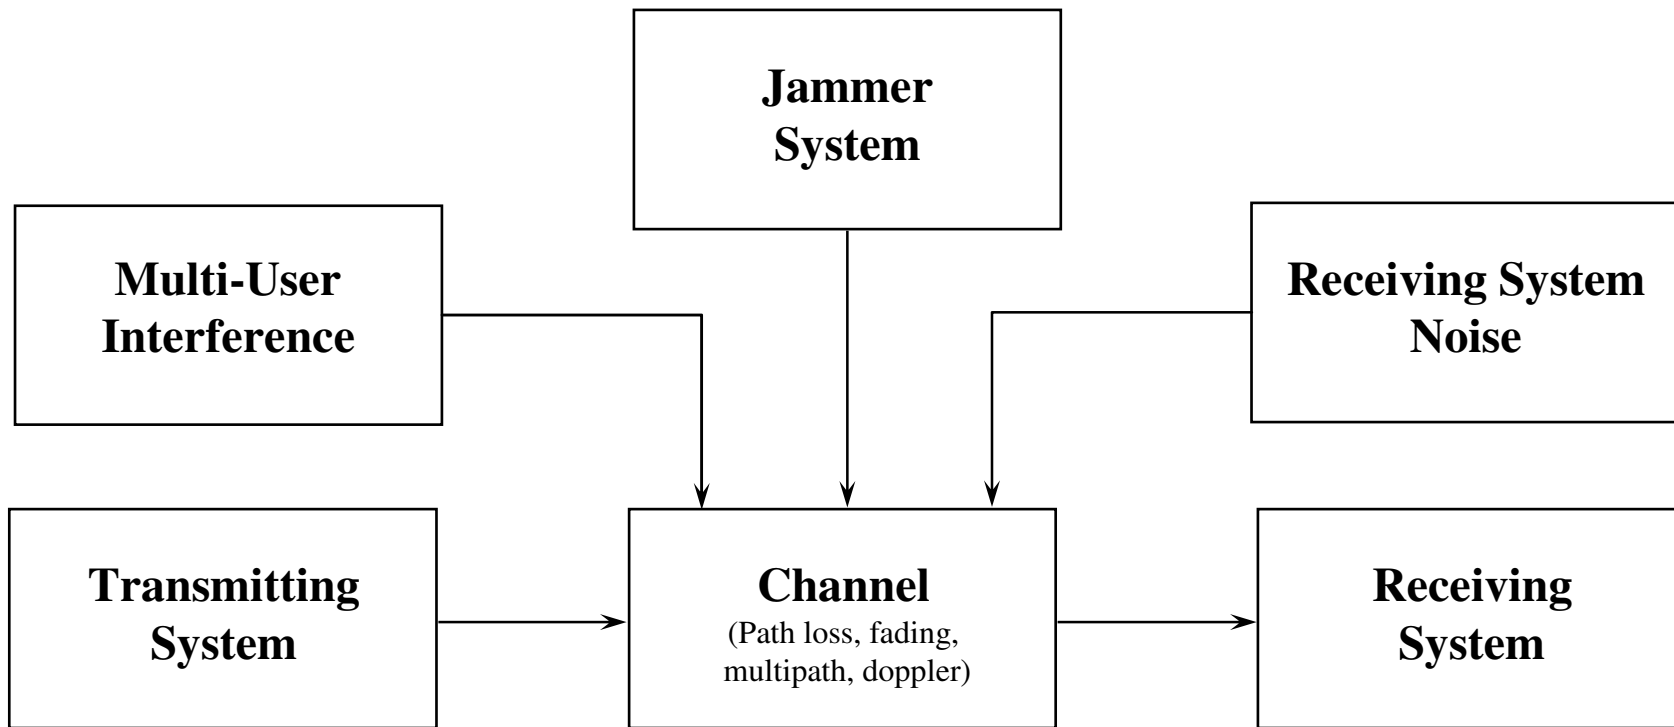 Jammer
System
Multi-User
Interference
Receiving System
Noise
Transmitting
System
Channel
(Path loss, fading,
multipath, doppler)
Receiving
System